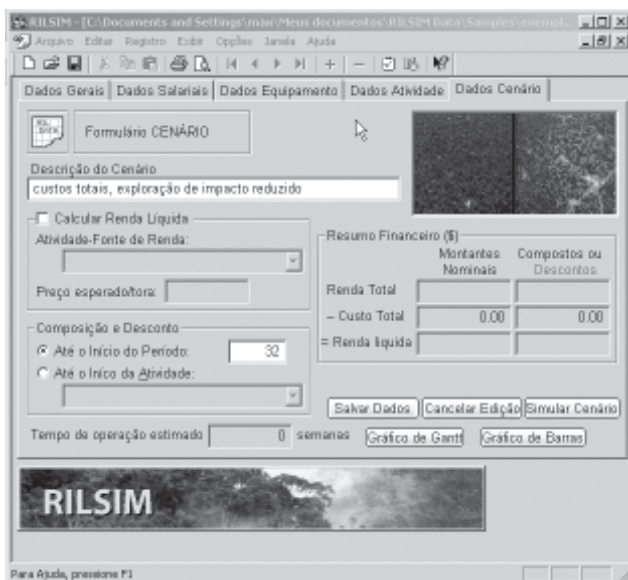 RILSIM - [C:\Documents and Settings\mari\Meus documentos\RILSIM Data\Samples\exempl...
Arquivo Editar Registro Exibir Opções Janela Ajuda
Dados Gerais Dados Salariais Dados Equipamento Dados Atividade Dados Cenário
Formulário CENÁRIO
Descrição do Cenário
custos totais, exploração de impacto reduzido
Calcular Renda Líquida
Atividade-Fonte de Renda:
Preço esperado/tora:
Composição e Desconto
Até o Início do Período: 32
Até o Iníco da Atividade:
Resumo Financeiro ($)
Montantes Nominais Compostos ou Descontos
Renda Total
– Custo Total 0.00 0.00
= Renda liquida
Salvar Dados Cancelar Edição Simular Cenário
Tempo de operação estimado 0 semanas Gráfico de Gantt Gráfico de Barras
RILSIM
Para Ajuda, pressione F1